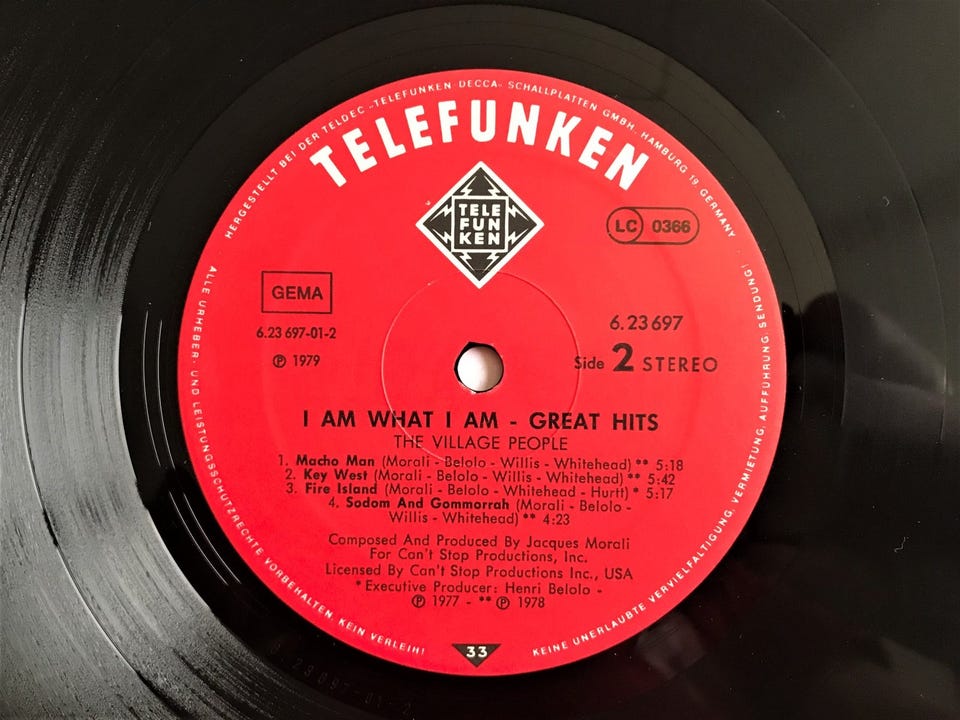 HERGESTELLT BEI DER TELDEC „TELEFUNKEN-DECCA“ SCHALLPLATTEN GMBH, HAMBURG 19, GERMANY
TELEFUNKEN
TELE
FUN
KEN
LC 0366
GEMA
6.23 697-01-2
℗ 1979
6.23 697
Side 2 STEREO
I AM WHAT I AM - GREAT HITS
THE VILLAGE PEOPLE
1. Macho Man (Morali - Belolo - Willis - Whitehead) ** 5:18
2. Key West (Morali - Belolo - Willis - Whitehead) ** 5:42
3. Fire Island (Morali - Belolo - Whitehead - Hurtt) * 5:17
4. Sodom And Gommorrah (Morali - Belolo -
Willis - Whitehead) ** 4:23
Composed And Produced By Jacques Morali
For Can't Stop Productions, Inc.
Licensed By Can't Stop Productions Inc., USA
* Executive Producer: Henri Belolo -
℗ 1977 - ** ℗ 1978
33
ALLE URHEBER- UND LEISTUNGSSCHUTZRECHTE VORBEHALTEN. KEIN VERLEIH!
KEINE UNERLAUBTE VERVIELFÄLTIGUNG, VERMIETUNG, AUFFÜHRUNG, SENDUNG!